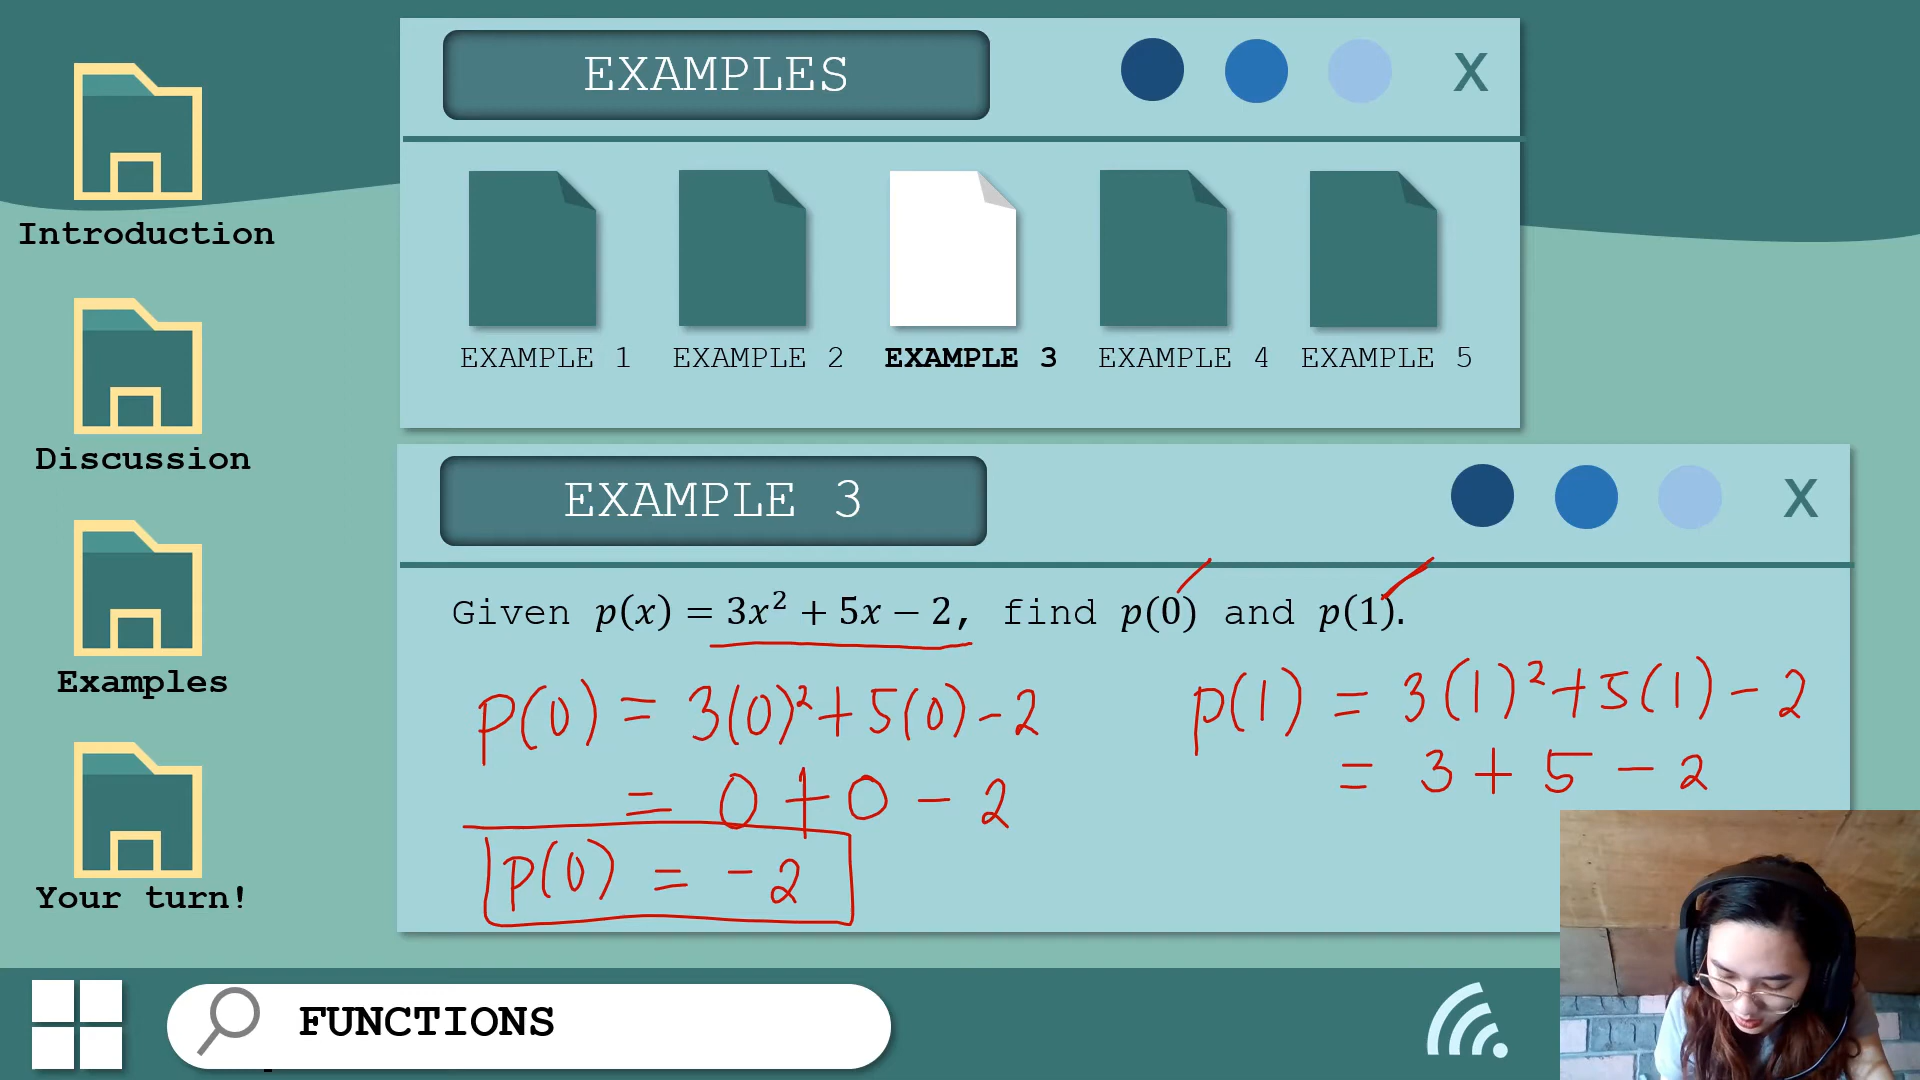 EXAMPLES
X
Introduction
EXAMPLE 1
EXAMPLE 2
EXAMPLE 3
EXAMPLE 4
EXAMPLE 5
Discussion
EXAMPLE 3
X
Given p(x) = 3x² + 5x − 2, find p(0) and p(1).
Examples
p(0) = 3(0)² + 5(0) - 2
= 0 + 0 - 2
p(0) = -2
p(1) = 3(1)² + 5(1) - 2
= 3 + 5 - 2
Your turn!
FUNCTIONS